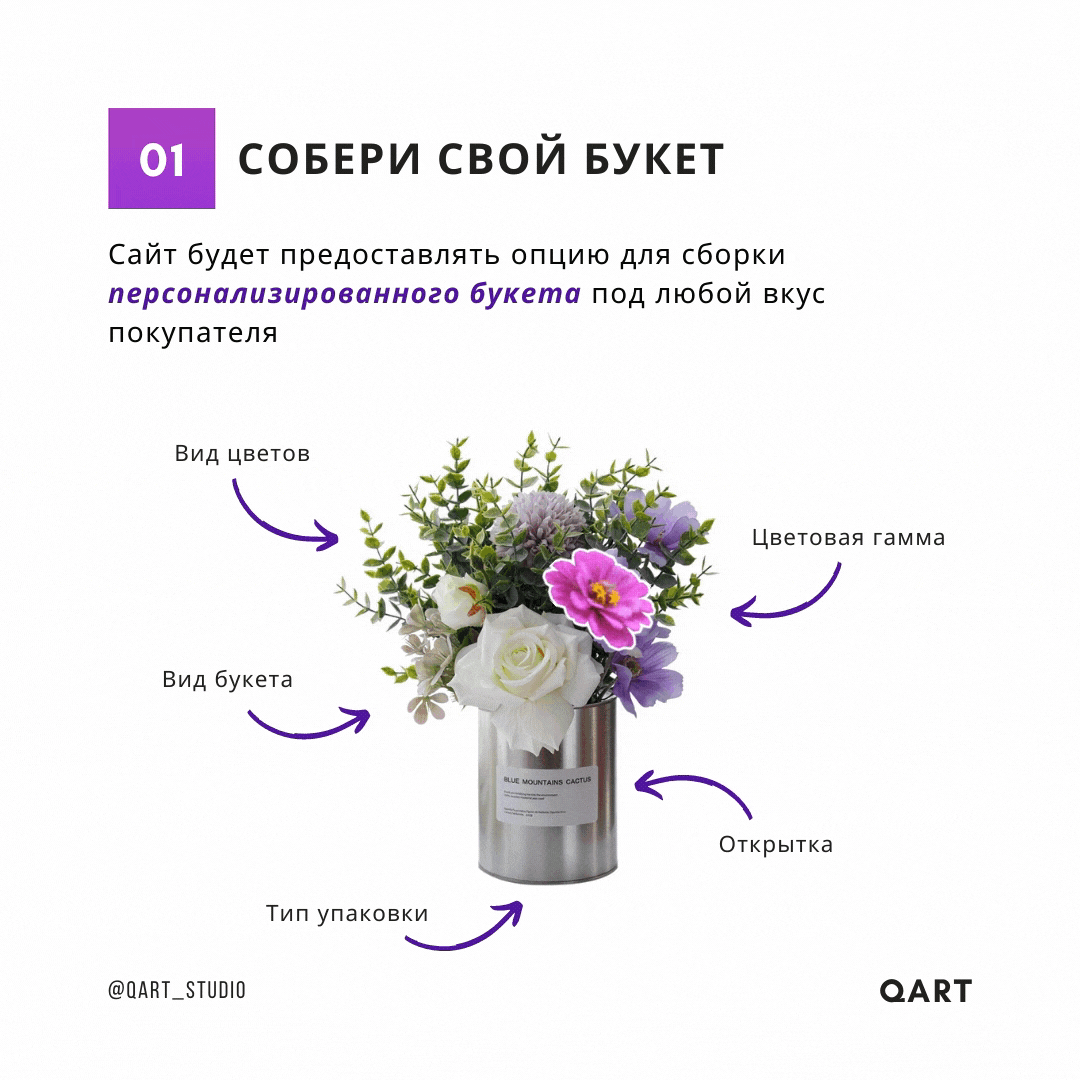 01 СОБЕРИ СВОЙ БУКЕТ
Сайт будет предоставлять опцию для сборки
персонализированного букета под любой вкус
покупателя
Вид цветов
Цветовая гамма
Вид букета
BLUE MOUNTAINS CACTUS
Открытка
Тип упаковки
@QART_STUDIO
QART